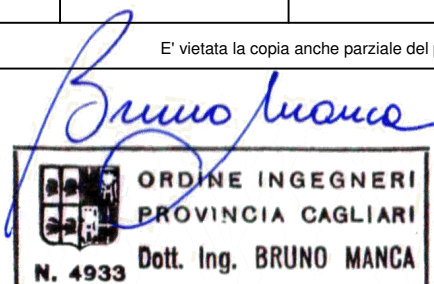 E' vietata la copia anche parziale del
Bruno Manca
ORDINE INGEGNERI
PROVINCIA CAGLIARI
Dott. Ing. BRUNO MANCA
N. 4933